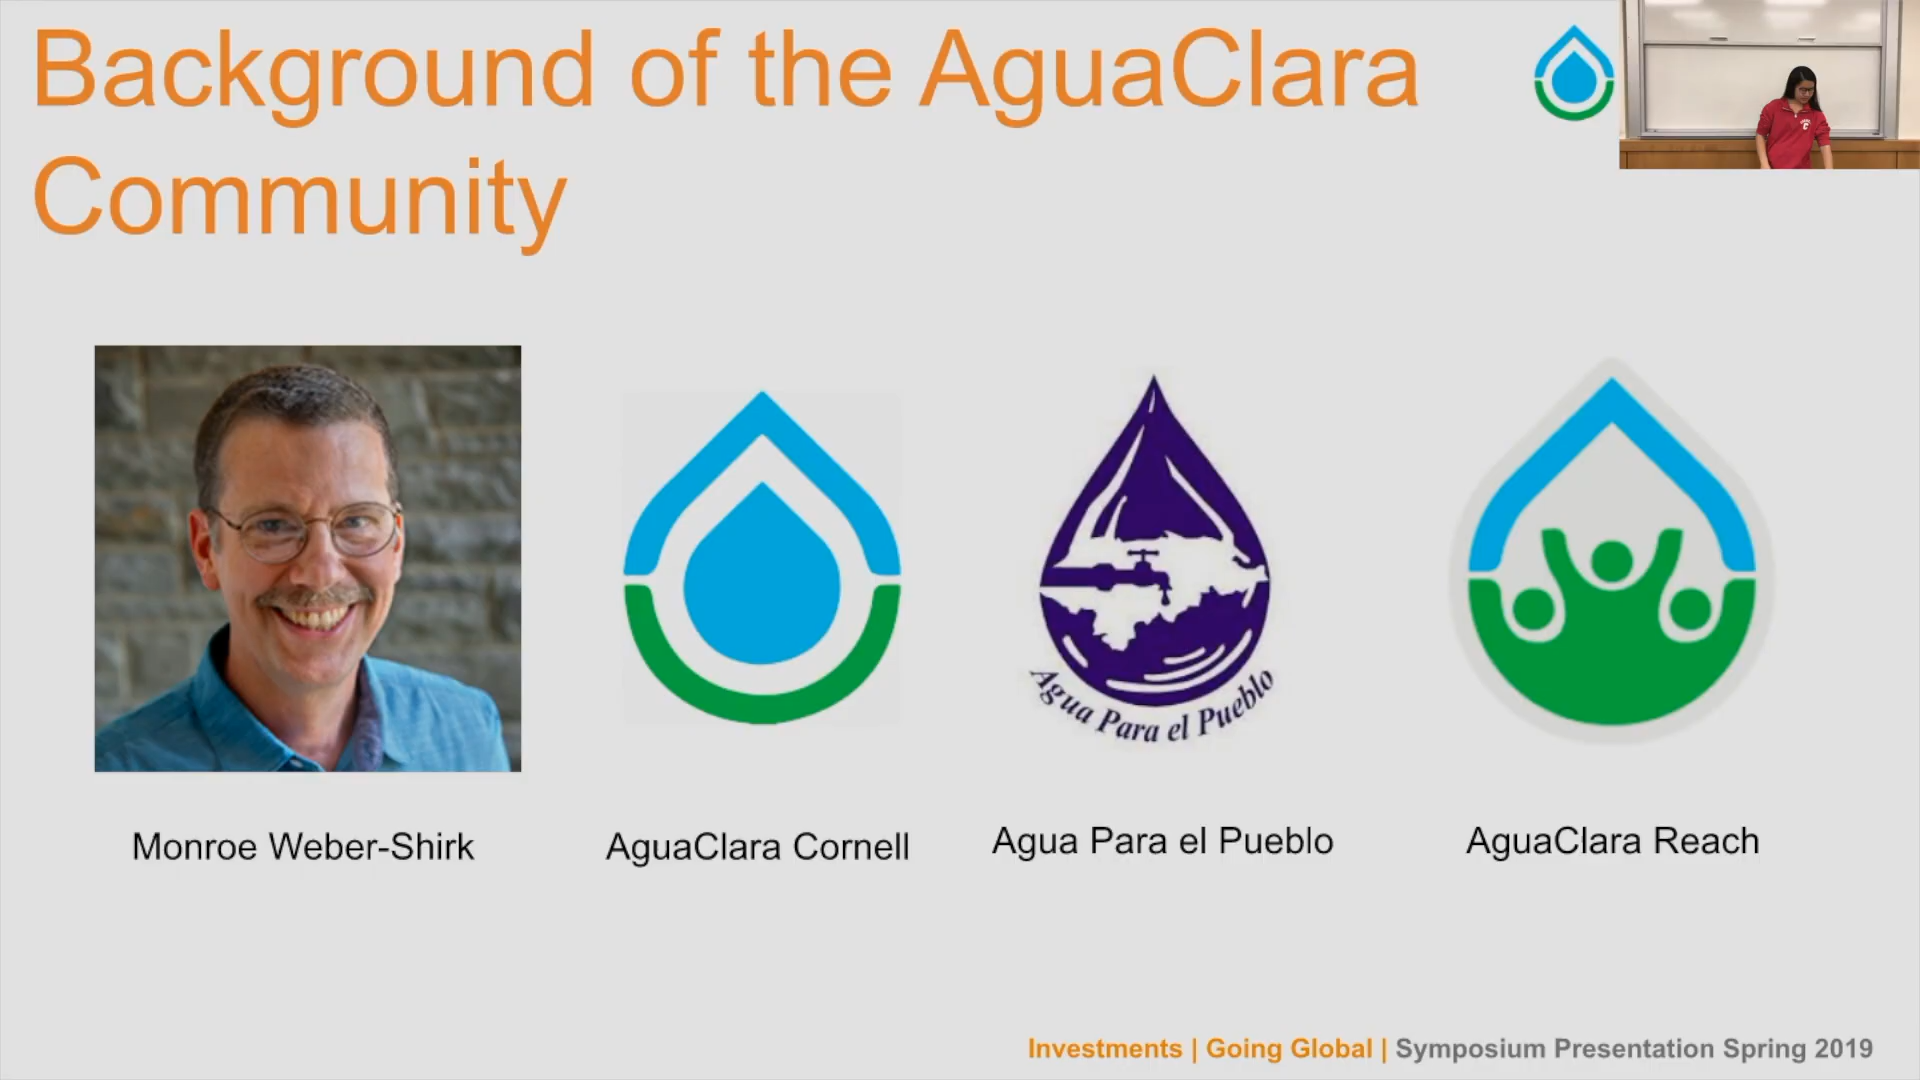 Background of the AguaClara
Community
Agua Para el Pueblo
Monroe Weber-Shirk
AguaClara Cornell
Agua Para el Pueblo
AguaClara Reach
Investments | Going Global | Symposium Presentation Spring 2019